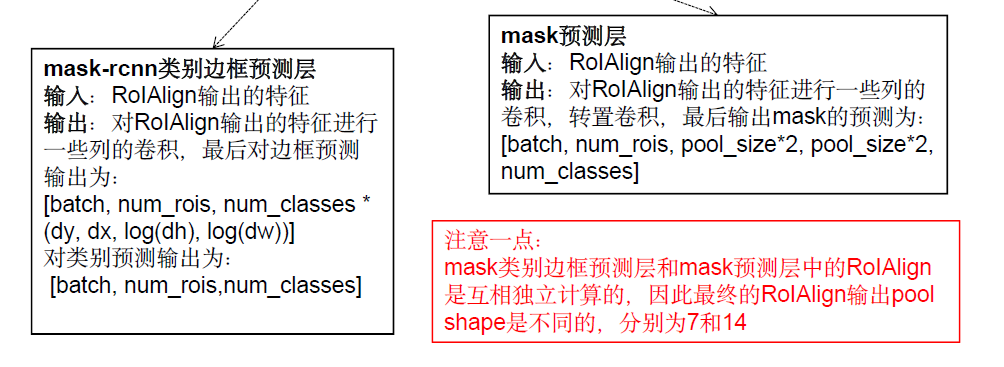 mask-rcnn类别边框预测层
输入：RoIAlign输出的特征
输出：对RoIAlign输出的特征进行
一些列的卷积，最后对边框预测
输出为：
[batch, num_rois, num_classes *
(dy, dx, log(dh), log(dw))]
对类别预测输出为：
[batch, num_rois,num_classes]
mask预测层
输入：RoIAlign输出的特征
输出：对RoIAlign输出的特征进行一些列的
卷积，转置卷积，最后输出mask的预测为：
[batch, num_rois, pool_size*2, pool_size*2,
num_classes]
注意一点：
mask类别边框预测层和mask预测层中的RoIAlign
是互相独立计算的，因此最终的RoIAlign输出pool
shape是不同的，分别为7和14